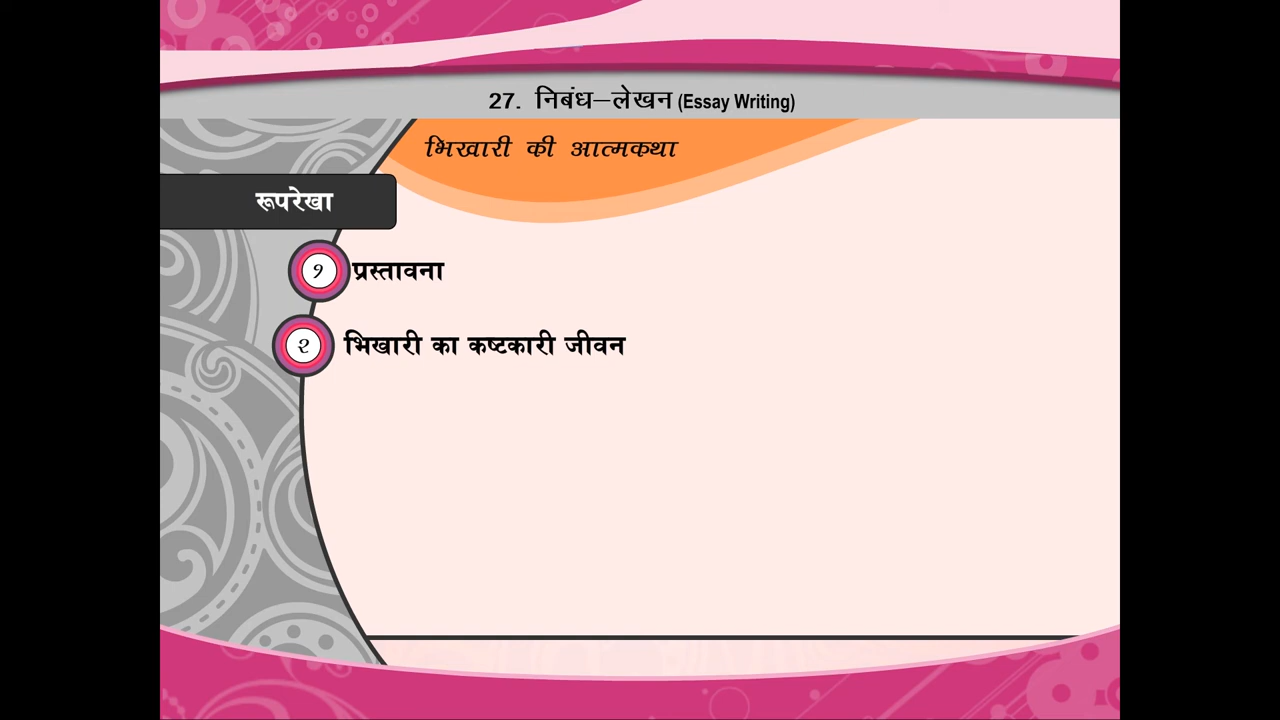 27. निबंध–लेखन (Essay Writing)
भिखारी की आत्मकथा
रूपरेखा
१ प्रस्तावना
२ भिखारी का कष्टकारी जीवन